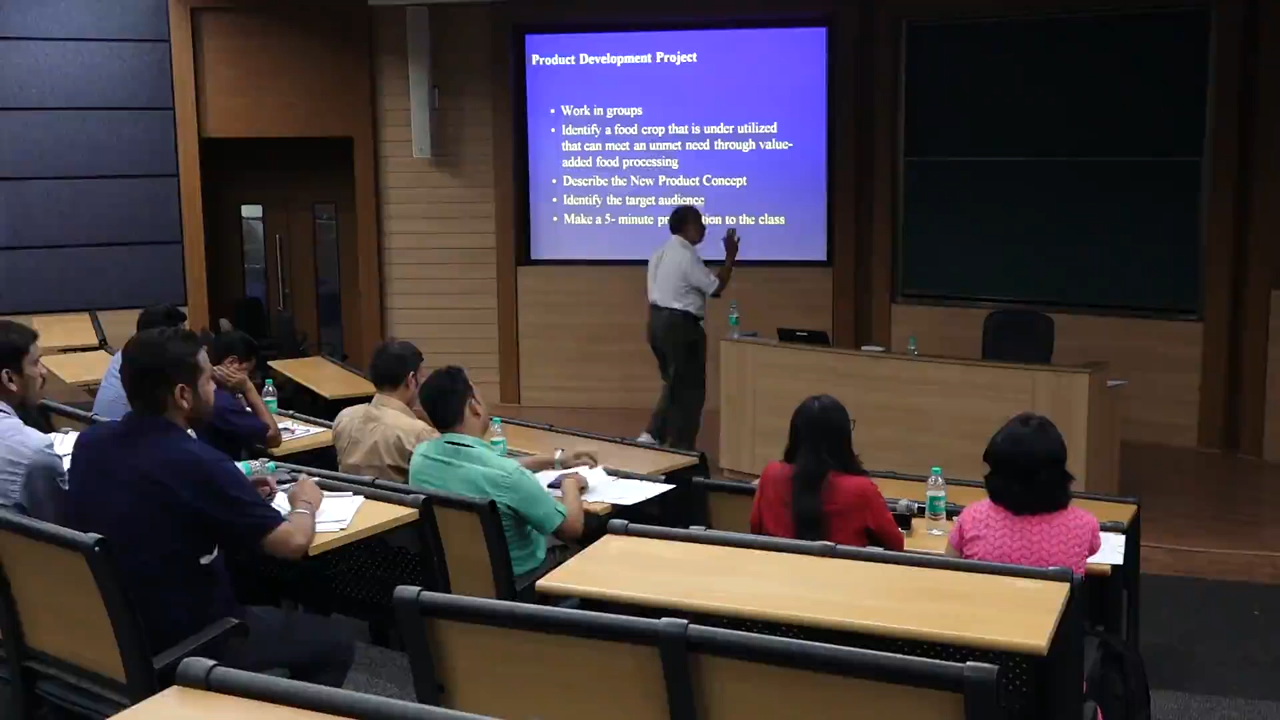 Product Development Project
• Work in groups
• Identify a food crop that is under utilized
that can meet an unmet need through value-
added food processing
• Describe the New Product Concept
• Identify the target audience
• Make a 5- minute to the class